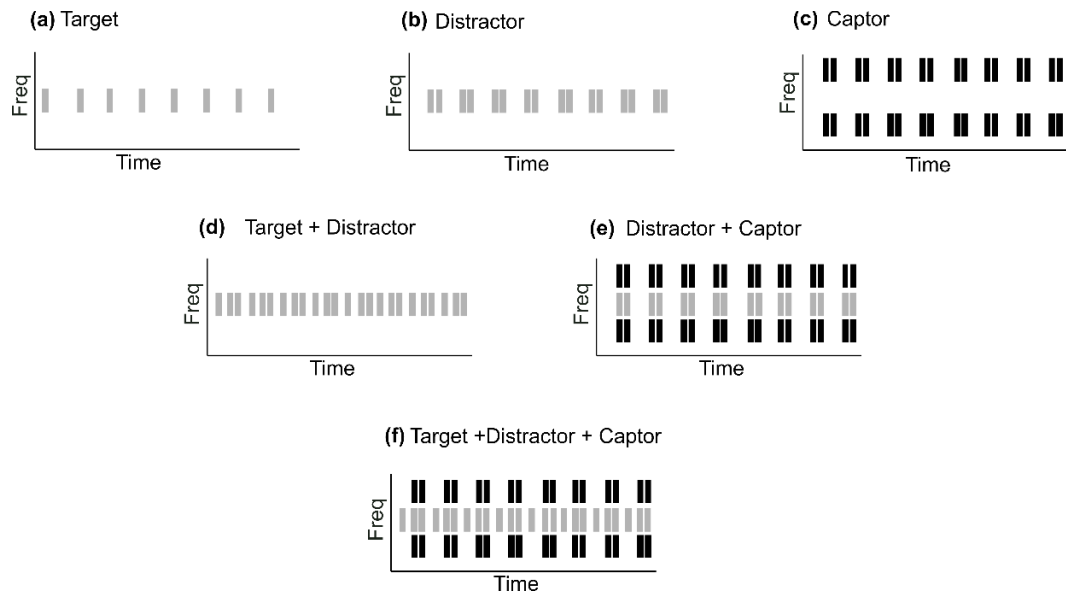 (a) Target
Freq
Time
(b) Distractor
Freq
Time
(c) Captor
Freq
Time
(d) Target + Distractor
Freq
Time
(e) Distractor + Captor
Freq
Time
(f) Target +Distractor + Captor
Freq
Time